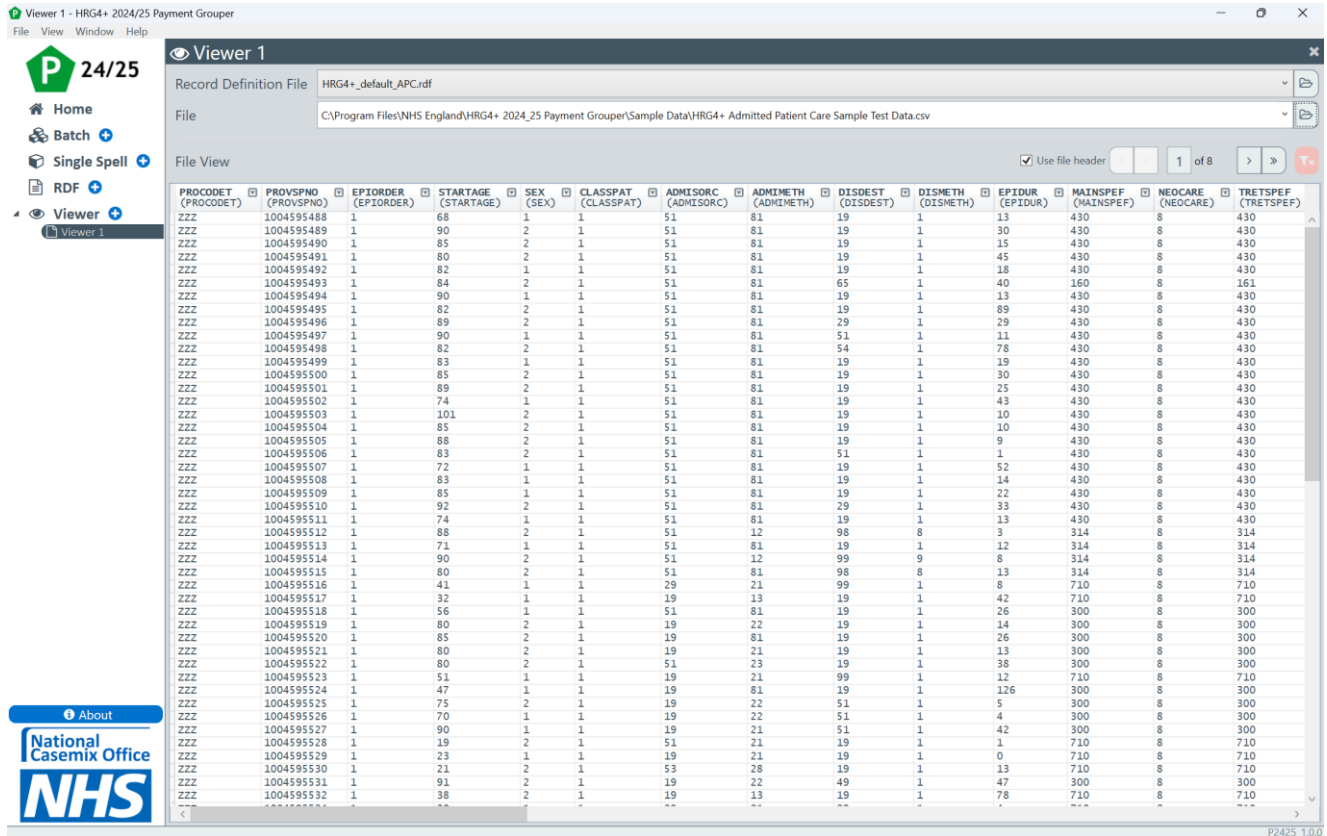 Viewer 1 - HRG4+ 2024/25 Payment Grouper
File View Window Help
P 24/25
Home
Batch
Single Spell
RDF
Viewer
Viewer 1
About
National
Casemix Office
NHS
Viewer 1
Record Definition File HRG4+_default_APC.rdf
File C:\Program Files\NHS England\HRG4+ 2024_25 Payment Grouper\Sample Data\HRG4+ Admitted Patient Care Sample Test Data.csv
File View Use file header 1 of 8
PROCODET PROVSPNO EPIORDER STARTAGE SEX CLASSPAT ADMISORC ADMIMETH DISDEST DISMETH EPIDUR MAINSPEF NEOCARE TRETSPEF
(PROCODET) (PROVSPNO) (EPIORDER) (STARTAGE) (SEX) (CLASSPAT) (ADMISORC) (ADMIMETH) (DISDEST) (DISMETH) (EPIDUR) (MAINSPEF) (NEOCARE) (TRETSPEF)
ZZZ 1004595488 1 68 1 1 51 81 19 1 13 430 8 430
ZZZ 1004595489 1 90 2 1 51 81 19 1 30 430 8 430
ZZZ 1004595490 1 85 2 1 51 81 19 1 15 430 8 430
ZZZ 1004595491 1 80 2 1 51 81 19 1 45 430 8 430
ZZZ 1004595492 1 82 1 1 51 81 19 1 18 430 8 430
ZZZ 1004595493 1 84 2 1 51 81 65 1 40 160 8 161
ZZZ 1004595494 1 90 1 1 51 81 19 1 13 430 8 430
ZZZ 1004595495 1 82 2 1 51 81 19 1 89 430 8 430
ZZZ 1004595496 1 89 2 1 51 81 29 1 29 430 8 430
ZZZ 1004595497 1 90 1 1 51 81 51 1 11 430 8 430
ZZZ 1004595498 1 82 2 1 51 81 54 1 78 430 8 430
ZZZ 1004595499 1 83 1 1 51 81 19 1 19 430 8 430
ZZZ 1004595500 1 85 2 1 51 81 19 1 30 430 8 430
ZZZ 1004595501 1 89 2 1 51 81 19 1 25 430 8 430
ZZZ 1004595502 1 74 1 1 51 81 19 1 43 430 8 430
ZZZ 1004595503 1 101 2 1 51 81 19 1 10 430 8 430
ZZZ 1004595504 1 85 2 1 51 81 19 1 10 430 8 430
ZZZ 1004595505 1 88 2 1 51 81 19 1 9 430 8 430
ZZZ 1004595506 1 83 2 1 51 81 51 1 1 430 8 430
ZZZ 1004595507 1 72 1 1 51 81 19 1 52 430 8 430
ZZZ 1004595508 1 83 1 1 51 81 19 1 14 430 8 430
ZZZ 1004595509 1 85 1 1 51 81 19 1 22 430 8 430
ZZZ 1004595510 1 92 2 1 51 81 29 1 33 430 8 430
ZZZ 1004595511 1 74 1 1 51 81 19 1 13 430 8 430
ZZZ 1004595512 1 88 2 1 51 12 98 8 3 314 8 314
ZZZ 1004595513 1 71 1 1 51 81 19 1 12 314 8 314
ZZZ 1004595514 1 90 2 1 51 12 99 9 8 314 8 314
ZZZ 1004595515 1 80 2 1 51 81 98 8 13 314 8 314
ZZZ 1004595516 1 41 1 1 29 21 99 1 8 710 8 710
ZZZ 1004595517 1 32 1 1 19 13 19 1 42 710 8 710
ZZZ 1004595518 1 56 1 1 51 81 19 1 26 300 8 300
ZZZ 1004595519 1 80 2 1 19 22 19 1 14 300 8 300
ZZZ 1004595520 1 85 2 1 19 81 19 1 26 300 8 300
ZZZ 1004595521 1 80 2 1 19 21 19 1 13 300 8 300
ZZZ 1004595522 1 80 2 1 51 23 19 1 38 300 8 300
ZZZ 1004595523 1 51 1 1 19 21 99 1 12 710 8 710
ZZZ 1004595524 1 47 1 1 19 81 19 1 126 300 8 300
ZZZ 1004595525 1 75 2 1 19 22 51 1 5 300 8 300
ZZZ 1004595526 1 70 1 1 19 22 51 1 4 300 8 300
ZZZ 1004595527 1 90 1 1 19 21 51 1 42 300 8 300
ZZZ 1004595528 1 19 2 1 51 21 19 1 1 710 8 710
ZZZ 1004595529 1 23 1 1 19 21 19 1 0 710 8 710
ZZZ 1004595530 1 21 2 1 53 28 19 1 13 710 8 710
ZZZ 1004595531 1 91 2 1 19 22 49 1 47 300 8 300
ZZZ 1004595532 1 38 2 1 19 13 19 1 78 710 8 710
P2425 1.0.0